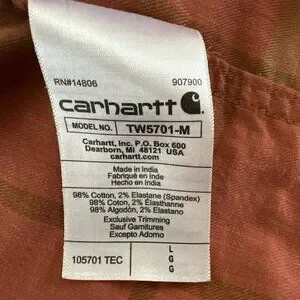 RN#14806 907900
carhartt
MODEL NO. TW5701-M
Carhartt, Inc. P.O. Box 600
Dearborn, MI 48121 USA
carhartt.com
Made in India
Fabriqué en Inde
Hecho en India
98% Cotton, 2% Elastane (Spandex)
98% Coton, 2% Élasthanne
98% Algodón, 2% Elastano
Exclusive Trimming
Sauf Garnitures
Excepto Adorno
105701 TEC L
G
G